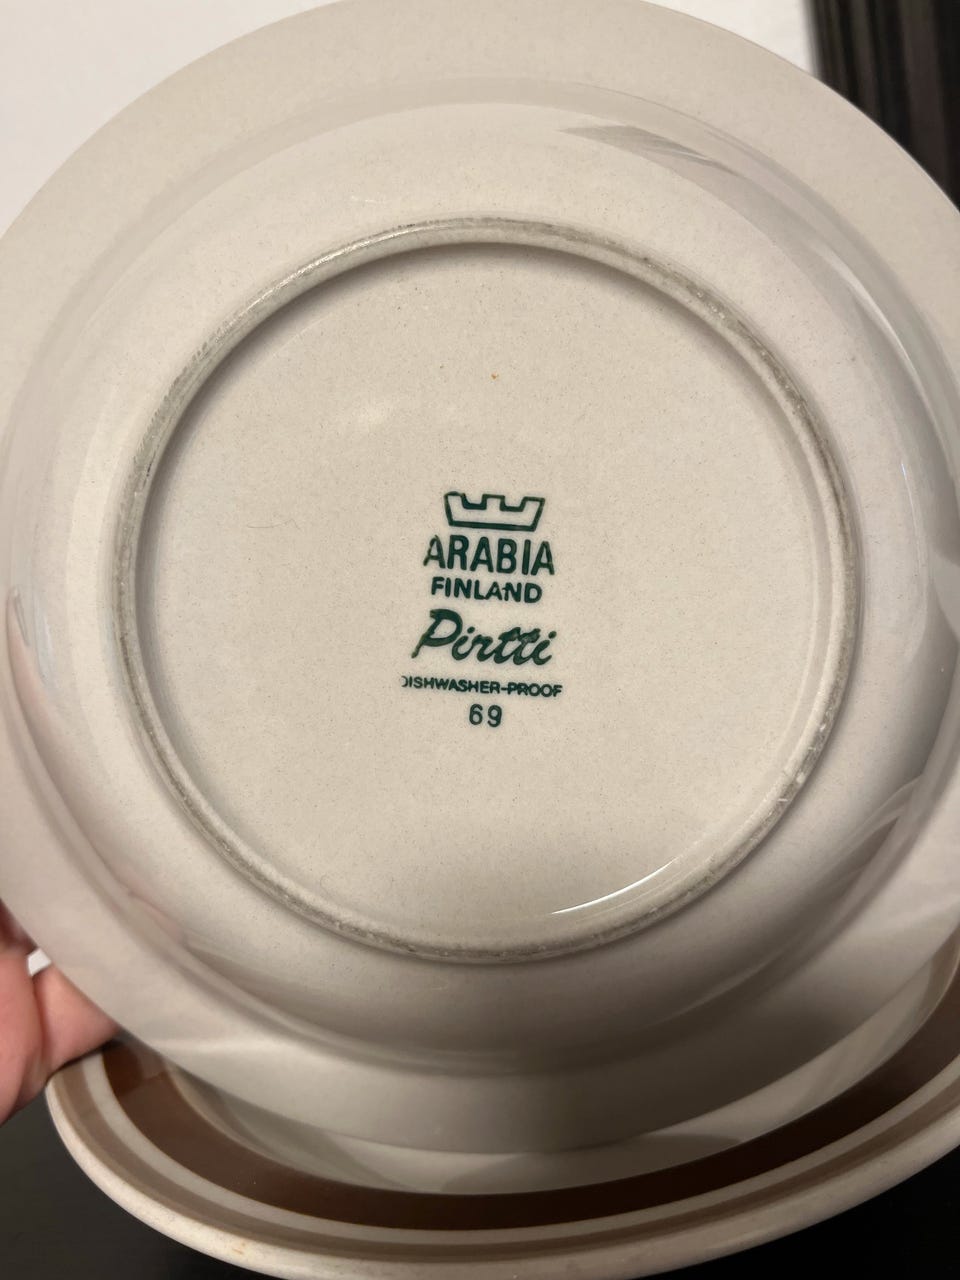 ARABIA
FINLAND
Pirtti
DISHWASHER-PROOF
69